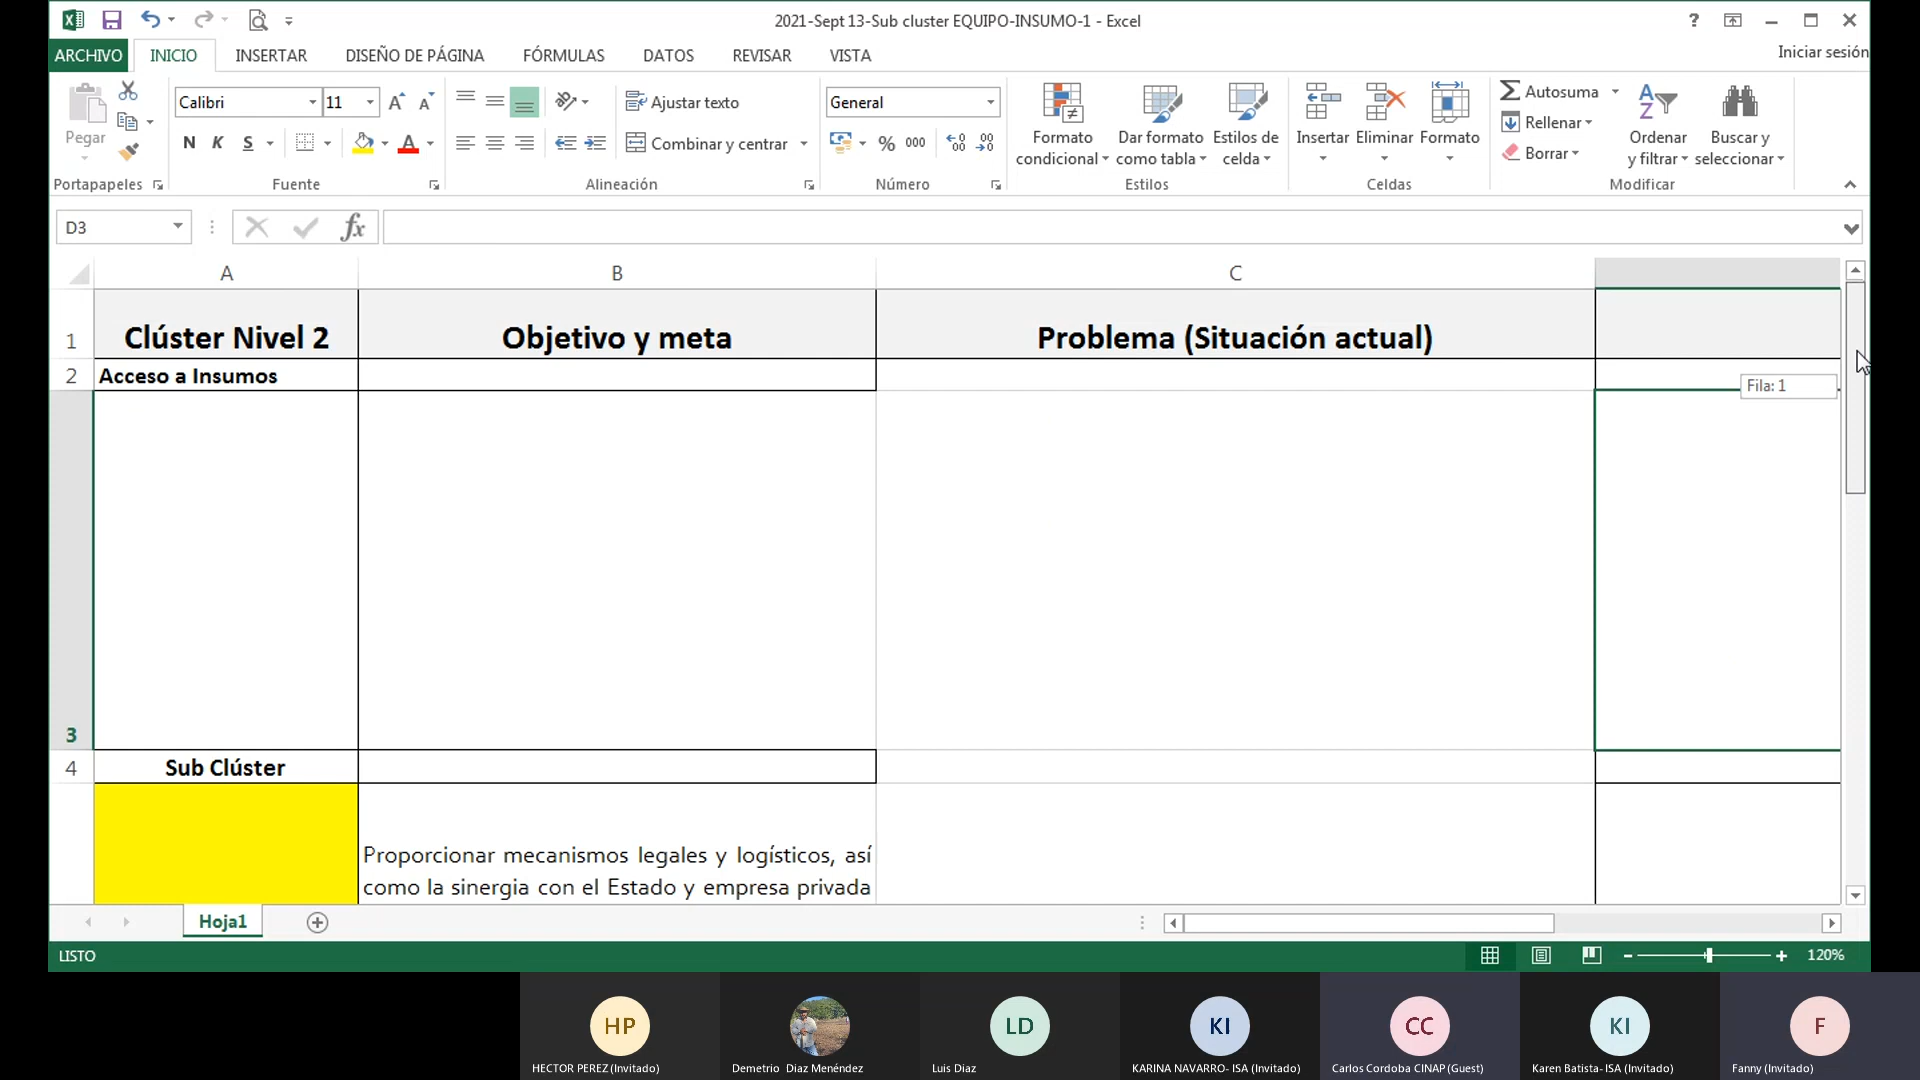 2021-Sept 13-Sub cluster EQUIPO-INSUMO-1 - Excel
?
ARCHIVO INICIO INSERTAR DISEÑO DE PÁGINA FÓRMULAS DATOS REVISAR VISTA Iniciar sesión
Calibri 11 Ajustar texto General Autosuma
Pegar N K S A Combinar y centrar % 000 Formato condicional Dar formato como tabla Estilos de celda Insertar Eliminar Formato Rellenar Ordenar y filtrar Buscar y seleccionar
Borrar
Portapapeles Fuente Alineación Número Estilos Celdas Modificar
D3 fx
A B C
1 Clúster Nivel 2 Objetivo y meta Problema (Situación actual)
2 Acceso a Insumos
Fila: 1
3
4 Sub Clúster
Proporcionar mecanismos legales y logísticos, así
como la sinergia con el Estado y empresa privada
Hoja1
LISTO 120%
HP LD KI CC KI F
HECTOR PEREZ (Invitado) Demetrio Diaz Menéndez Luis Diaz KARINA NAVARRO- ISA (Invitado) Carlos Cordoba CINAP (Guest) Karen Batista- ISA (Invitado) Fanny (Invitado)